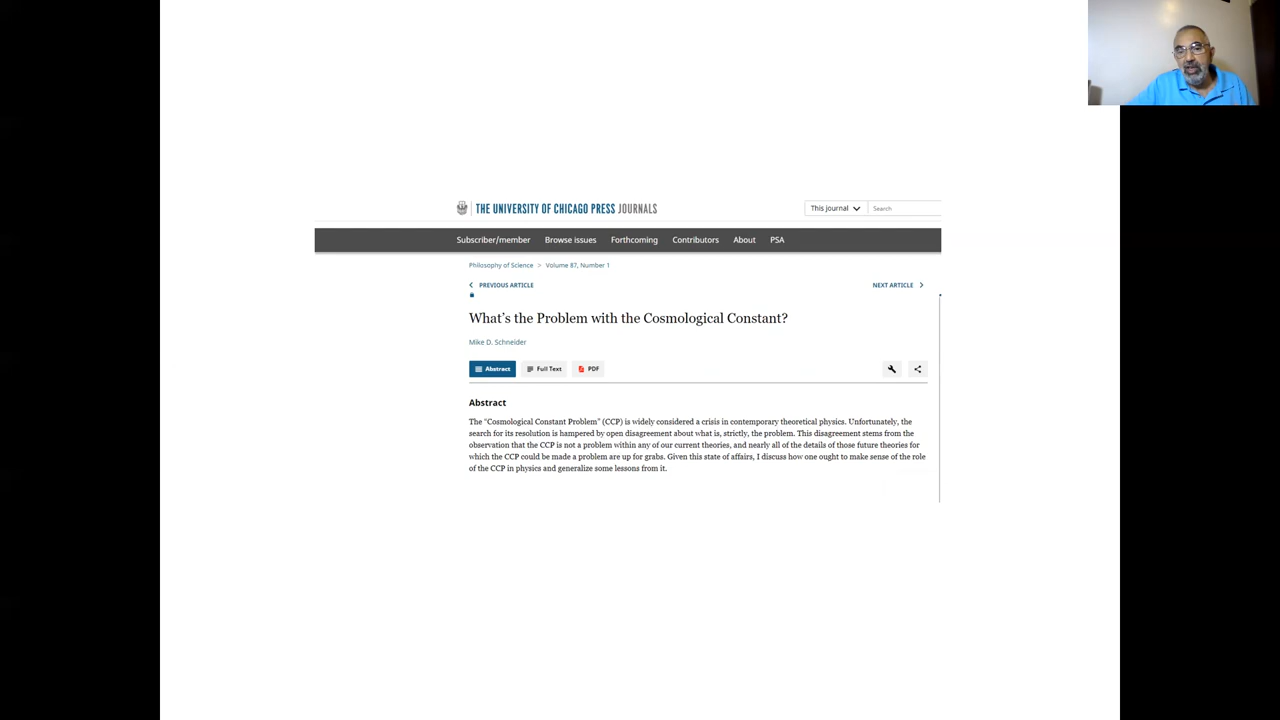 THE UNIVERSITY OF CHICAGO PRESS JOURNALS
This journal
Search
Subscriber/member Browse issues Forthcoming Contributors About PSA
Philosophy of Science > Volume 87, Number 1
PREVIOUS ARTICLE
NEXT ARTICLE
What's the Problem with the Cosmological Constant?
Mike D. Schneider
Abstract Full Text PDF
Abstract
The "Cosmological Constant Problem" (CCP) is widely considered a crisis in contemporary theoretical physics. Unfortunately, the
search for its resolution is hampered by open disagreement about what is, strictly, the problem. This disagreement stems from the
observation that the CCP is not a problem within any of our current theories, and nearly all of the details of those future theories for
which the CCP could be made a problem are up for grabs. Given this state of affairs, I discuss how one ought to make sense of the role
of the CCP in physics and generalize some lessons from it.